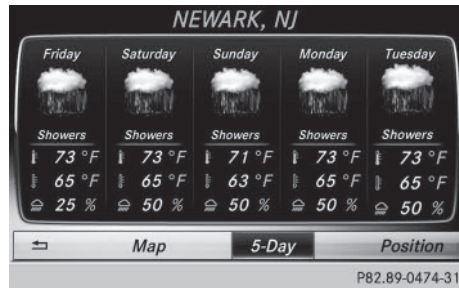 NEWARK, NJ
Friday Saturday Sunday Monday Tuesday
Showers Showers Showers Showers Showers
73 °F 73 °F 71 °F 73 °F 73 °F
65 °F 65 °F 63 °F 65 °F 65 °F
25 % 50 % 50 % 50 % 50 %
Map 5-Day Position
P82.89-0474-31